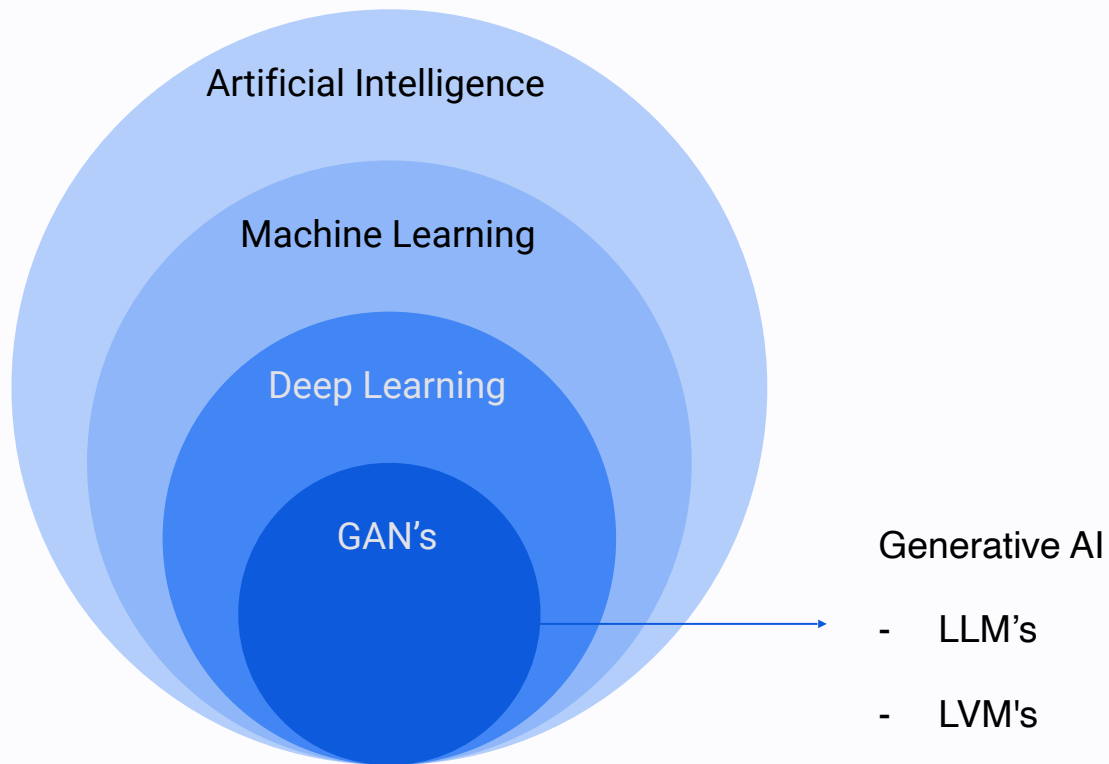 Artificial Intelligence
Machine Learning
Deep Learning
GAN’s
Generative AI
- LLM’s
- LVM's